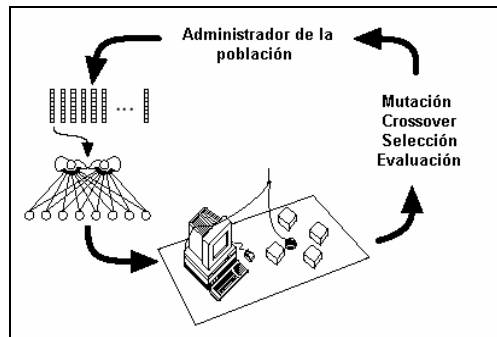 Administrador de la
población
Mutación
Crossover
Selección
Evaluación